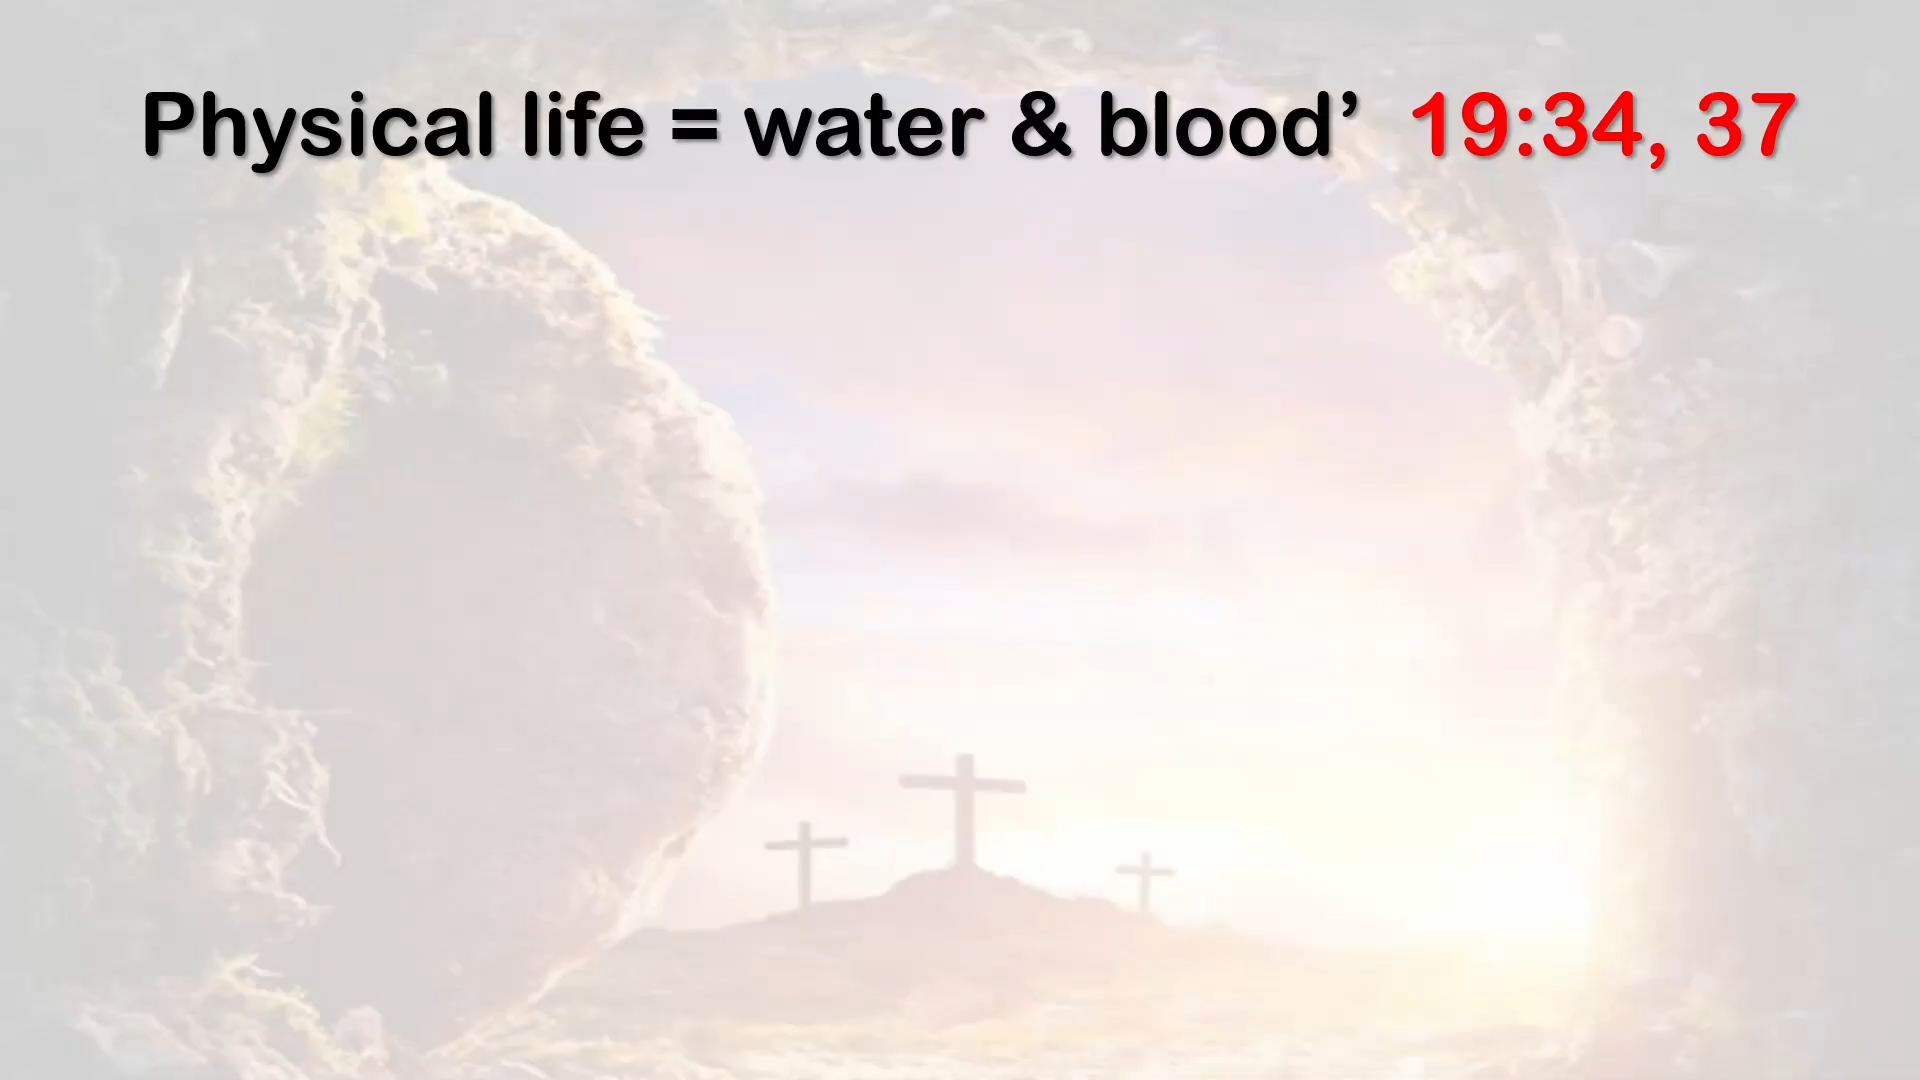 Physical life = water & blood’ 19:34, 37